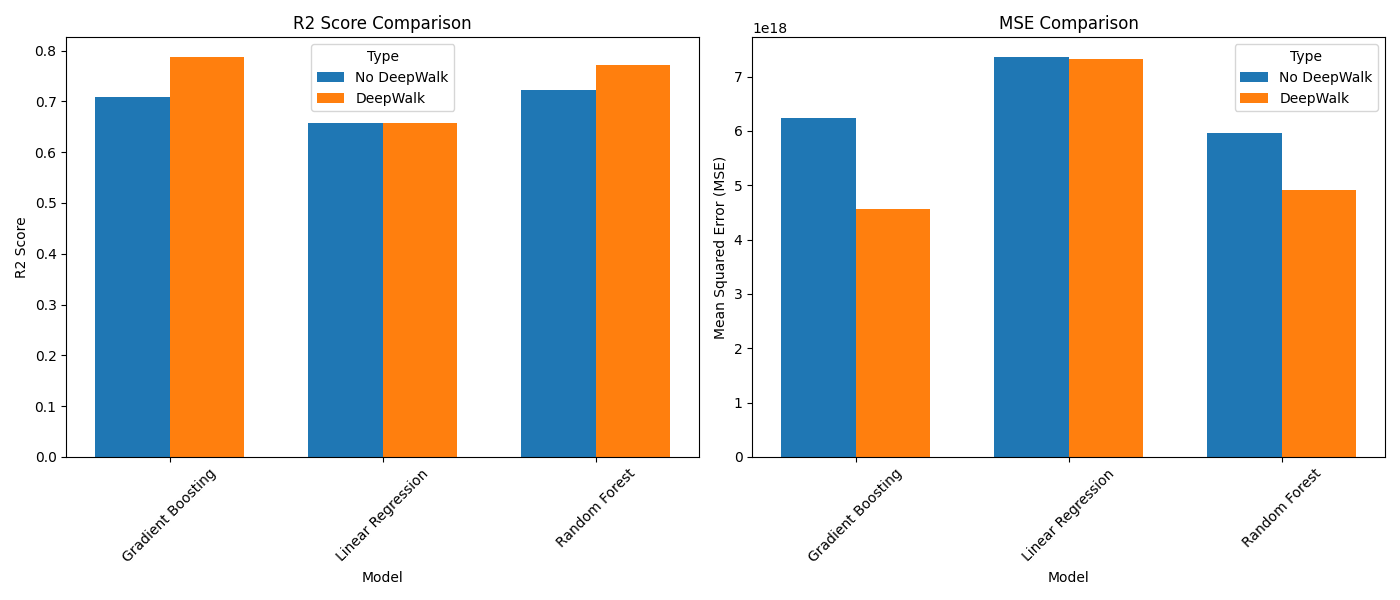 R2 Score Comparison
Type
No DeepWalk
DeepWalk
R2 Score
0.8
0.7
0.6
0.5
0.4
0.3
0.2
0.1
0.0
Gradient Boosting
Linear Regression
Random Forest
Model
MSE Comparison
1e18
Type
No DeepWalk
DeepWalk
Mean Squared Error (MSE)
7
6
5
4
3
2
1
0
Gradient Boosting
Linear Regression
Random Forest
Model